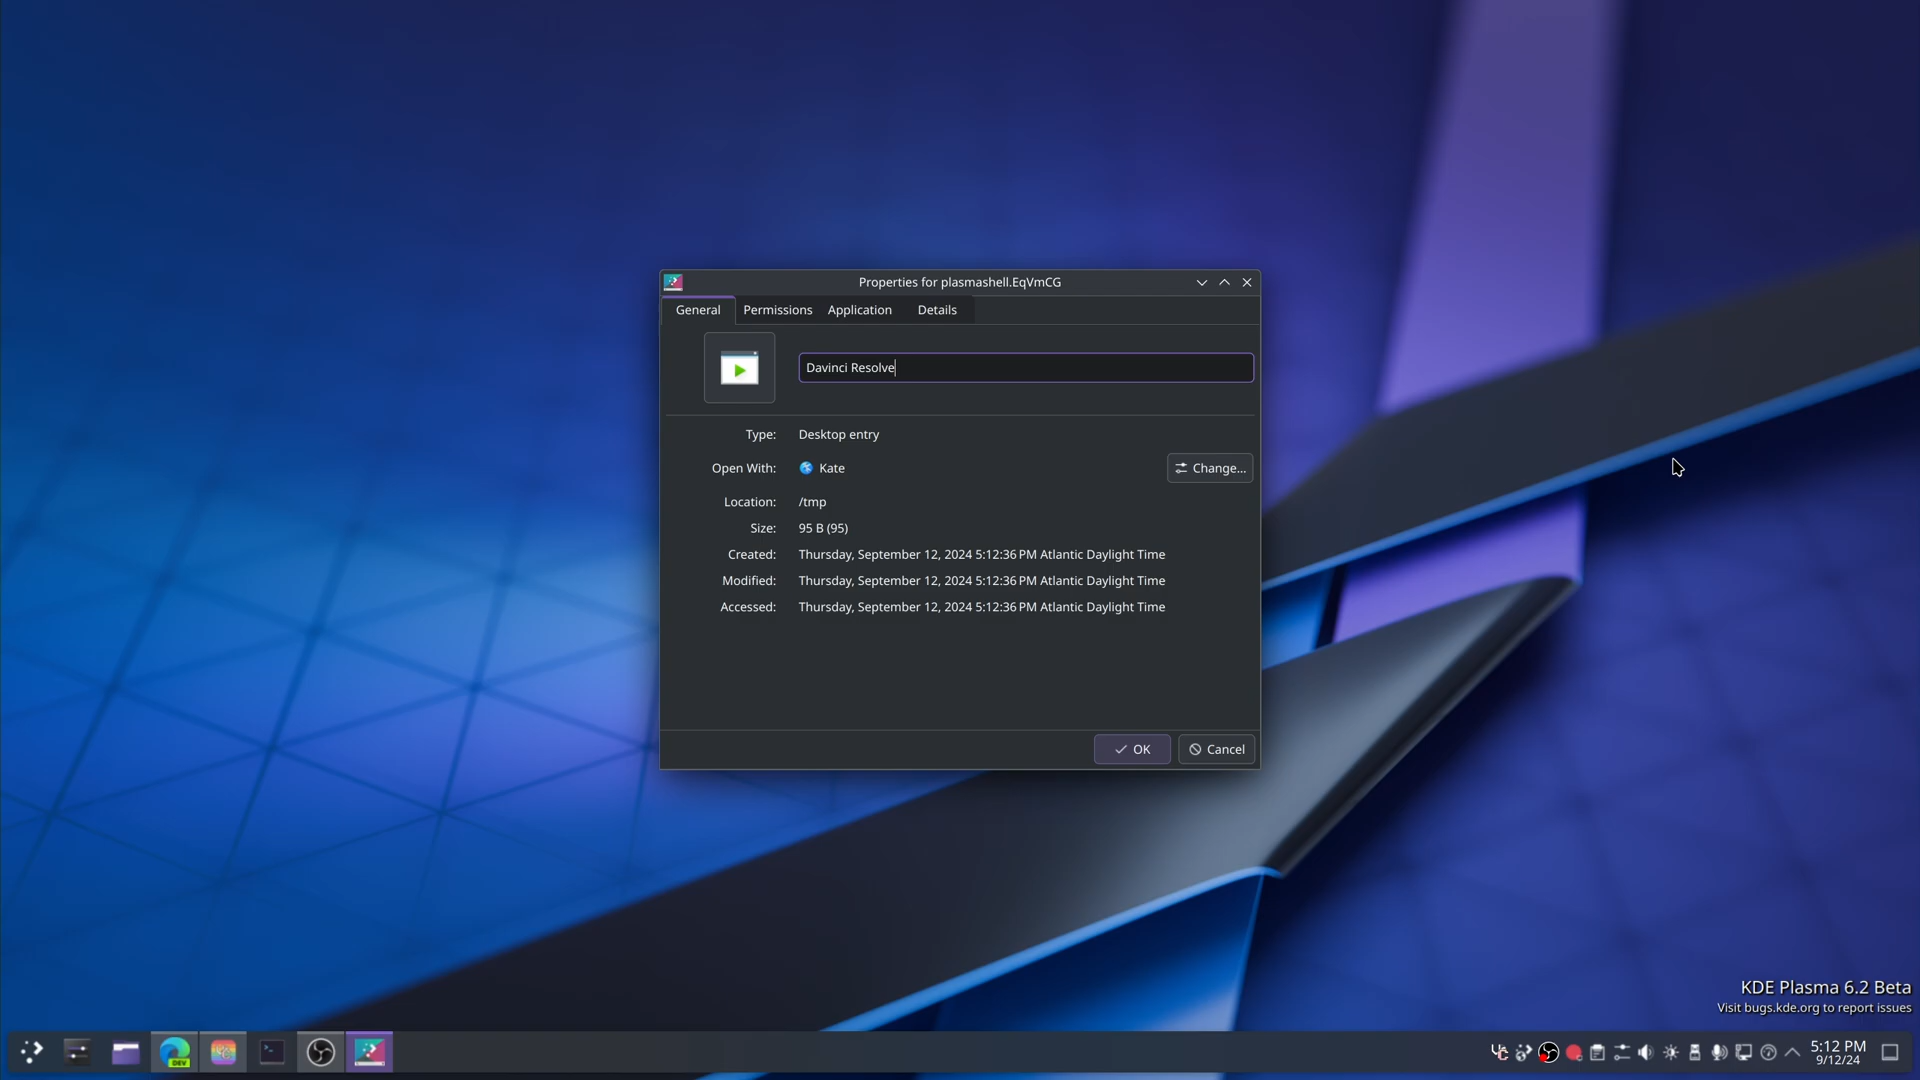 Properties for plasmashell.EqVmCG
General Permissions Application Details
Davinci Resolve
Type: Desktop entry
Open With: Kate Change...
Location: /tmp
Size: 95 B (95)
Created: Thursday, September 12, 2024 5:12:36 PM Atlantic Daylight Time
Modified: Thursday, September 12, 2024 5:12:36 PM Atlantic Daylight Time
Accessed: Thursday, September 12, 2024 5:12:36 PM Atlantic Daylight Time
OK Cancel
KDE Plasma 6.2 Beta
Visit bugs.kde.org to report issues
DEV
5:12 PM
9/12/24